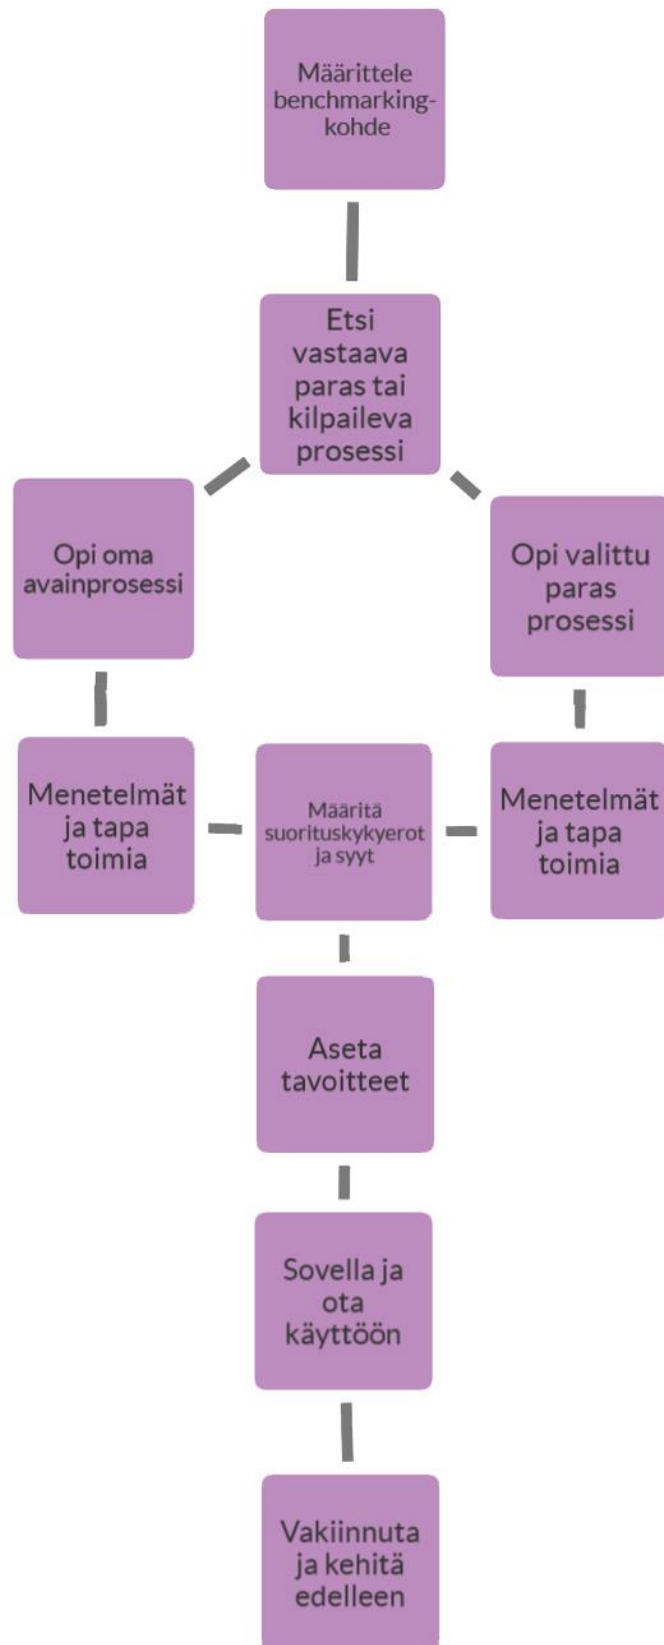 Määrittele
benchmarking-
kohde
Etsi
vastaava
paras tai
kilpaileva
prosessi
Opi oma
avainprosessi
Opi valittu
paras
prosessi
Menetelmät
ja tapa
toimia
Määritä
suorituskykyerot
ja syyt
Menetelmät
ja tapa
toimia
Aseta
tavoitteet
Sovella ja
ota
käyttöön
Vakiinnuta
ja kehitä
edelleen